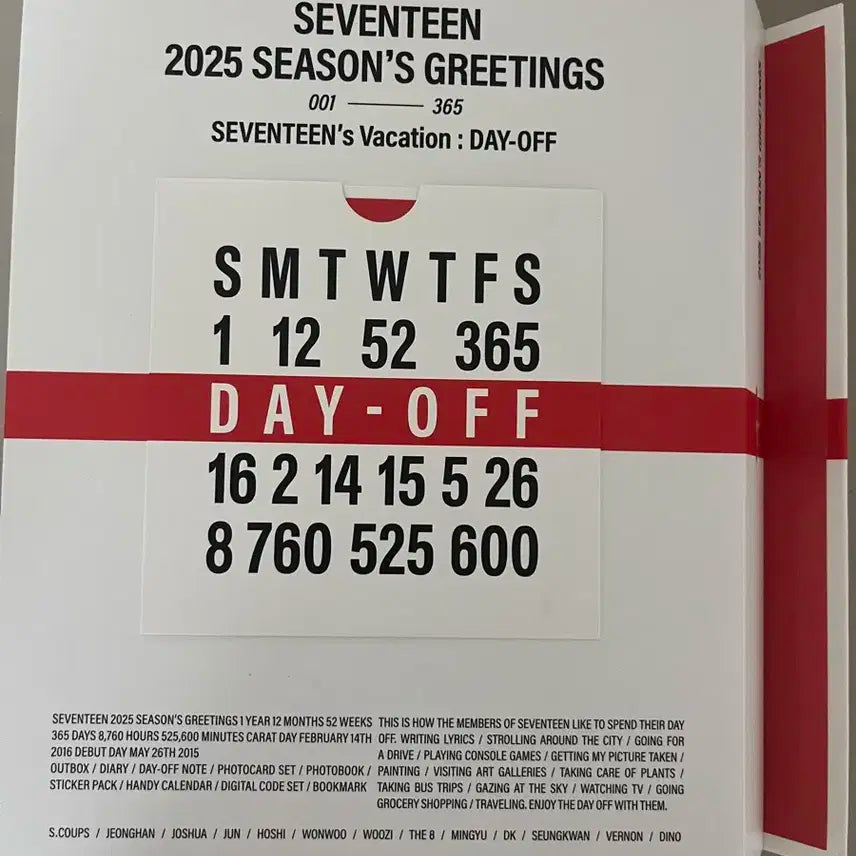 SEVENTEEN
2025 SEASON'S GREETINGS
001 — 365
SEVENTEEN's Vacation : DAY-OFF
S M T W T F S
1 12 52 365
DAY-OFF
16 2 14 15 5 26
8 760 525 600
SEVENTEEN 2025 SEASON'S GREETINGS 1 YEAR 12 MONTHS 52 WEEKS
365 DAYS 8,760 HOURS 525,600 MINUTES CARAT DAY FEBRUARY 14TH
2016 DEBUT DAY MAY 26TH 2015
OUTBOX / DIARY / DAY-OFF NOTE / PHOTOCARD SET / PHOTOBOOK /
STICKER PACK / HANDY CALENDAR / DIGITAL CODE SET / BOOKMARK
THIS IS HOW THE MEMBERS OF SEVENTEEN LIKE TO SPEND THEIR DAY
OFF. WRITING LYRICS / STROLLING AROUND THE CITY / GOING FOR
A DRIVE / PLAYING CONSOLE GAMES / GETTING MY PICTURE TAKEN /
PAINTING / VISITING ART GALLERIES / TAKING CARE OF PLANTS /
TAKING BUS TRIPS / GAZING AT THE SKY / WATCHING TV / GOING
GROCERY SHOPPING / TRAVELING. ENJOY THE DAY OFF WITH THEM.
S.COUPS / JEONGHAN / JOSHUA / JUN / HOSHI / WONWOO / WOOZI / THE 8 / MINGYU / DK / SEUNGKWAN / VERNON / DINO